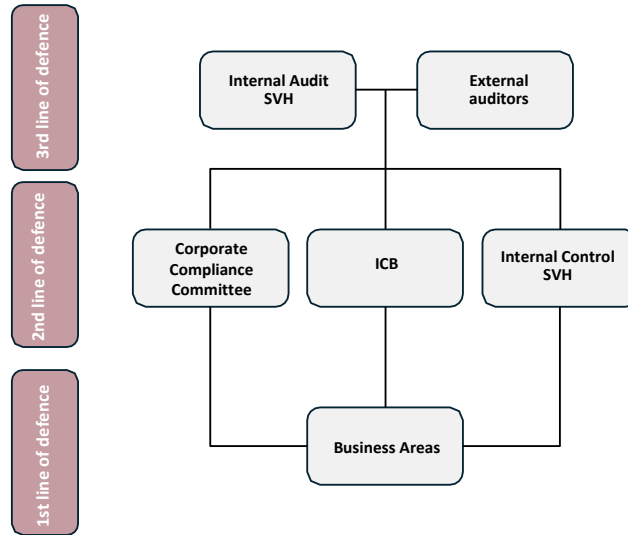 3rd line of defence
Internal Audit
SVH
External
auditors
2nd line of defence
Corporate
Compliance
Committee
ICB
Internal Control
SVH
1st line of defence
Business Areas